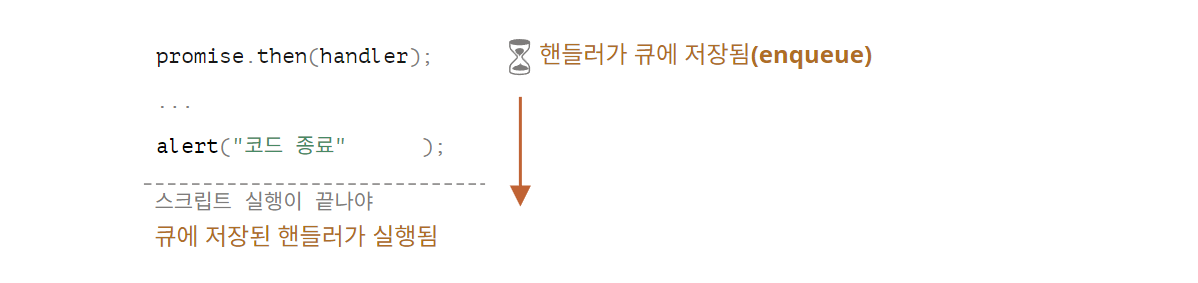 promise.then(handler);
핸들러가 큐에 저장됨(enqueue)
...
alert("코드 종료" );
스크립트 실행이 끝나야
큐에 저장된 핸들러가 실행됨